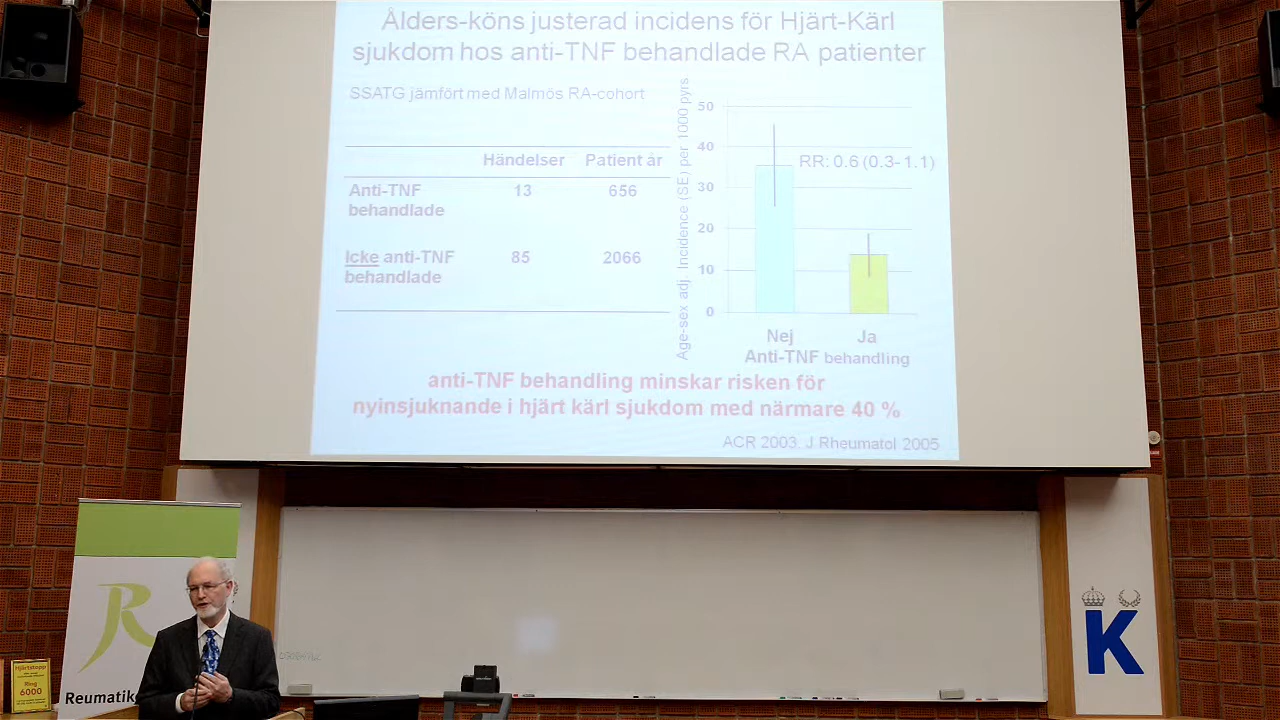 Ålders-köns justerad incidens för Hjärt-Kärl
sjukdom hos anti-TNF behandlade RA patienter
SSATG jämfört med Malmös RA-cohort
Händelser Patient år
Anti-TNF behandlade 13 656
Icke anti-TNF behandlade 85 2066
Age-sex adj. Incidence (SE) per 1000 pyrs
50
40
30
20
10
0
RR: 0.6 (0.3-1.1)
Nej Ja
Anti-TNF behandling
anti-TNF behandling minskar risken för
nyinsjuknande i hjärt kärl sjukdom med närmare 40 %
ACR 2003, J Rheumatol 2005
R
Reumatik
Hjärtstopp
Ring
6000
K